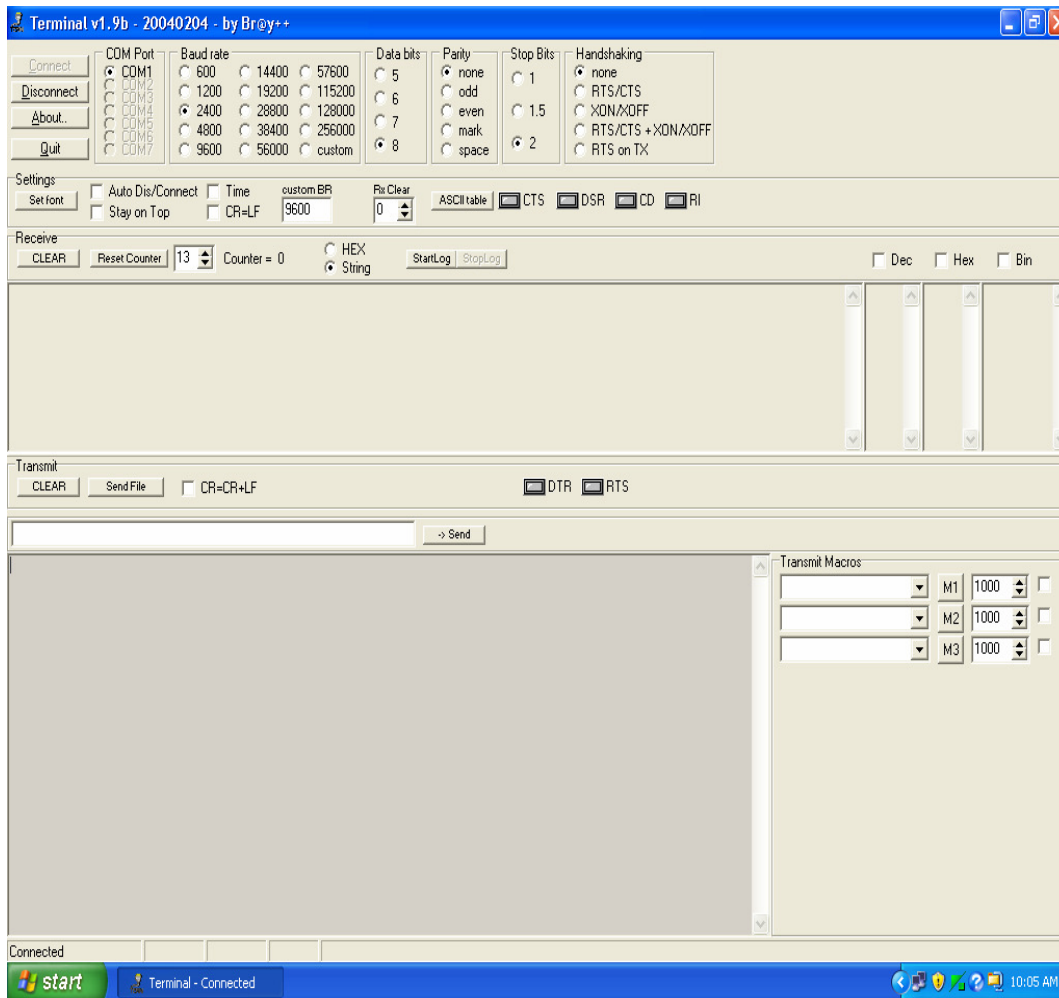 Terminal v1.9b - 20040204 - by Br@y++
Connect
Disconnect
About..
Quit
COM Port
COM1
COM2
COM3
COM4
COM5
COM6
COM7
Baud rate
600 14400 57600
1200 19200 115200
2400 28800 128000
4800 38400 256000
9600 56000 custom
Data bits
5
6
7
8
Parity
none
odd
even
mark
space
Stop Bits
1
1.5
2
Handshaking
none
RTS/CTS
XON/XOFF
RTS/CTS + XON/XOFF
RTS on TX
Settings
Set font
Auto Dis/Connect Time
Stay on Top CR=LF
custom BR
9600
Rx Clear
0
ASCII table CTS DSR CD RI
Receive
CLEAR Reset Counter 13 Counter = 0
HEX
String
StartLog StopLog
Dec Hex Bin
Transmit
CLEAR Send File CR=CR+LF DTR RTS
-> Send
Transmit Macros
M1 1000
M2 1000
M3 1000
Connected
start Terminal - Connected 10:05 AM